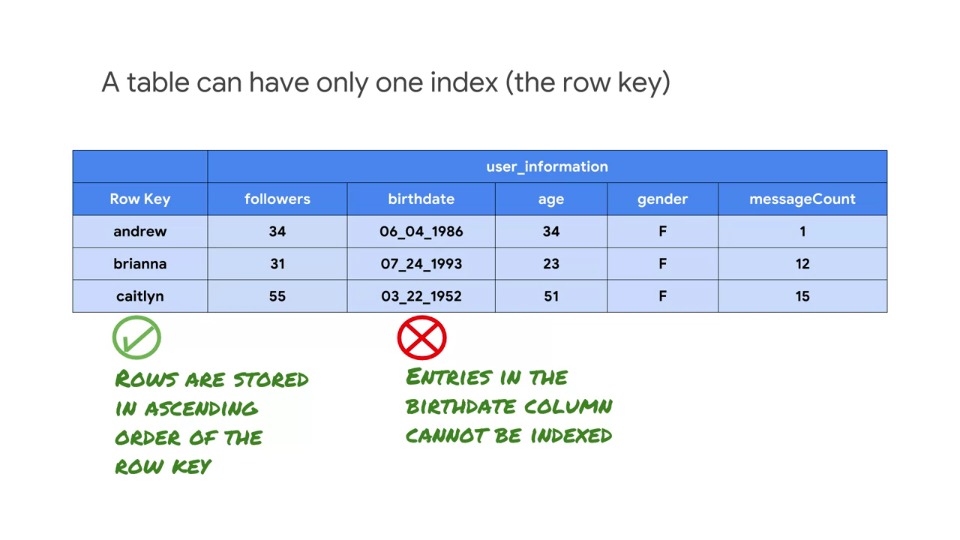 A table can have only one index (the row key)
user_information
Row Key followers birthdate age gender messageCount
andrew 34 06_04_1986 34 F 1
brianna 31 07_24_1993 23 F 12
caitlyn 55 03_22_1952 51 F 15
ROWS ARE STORED
IN ASCENDING
ORDER OF THE
ROW KEY
ENTRIES IN THE
BIRTHDATE COLUMN
CANNOT BE INDEXED